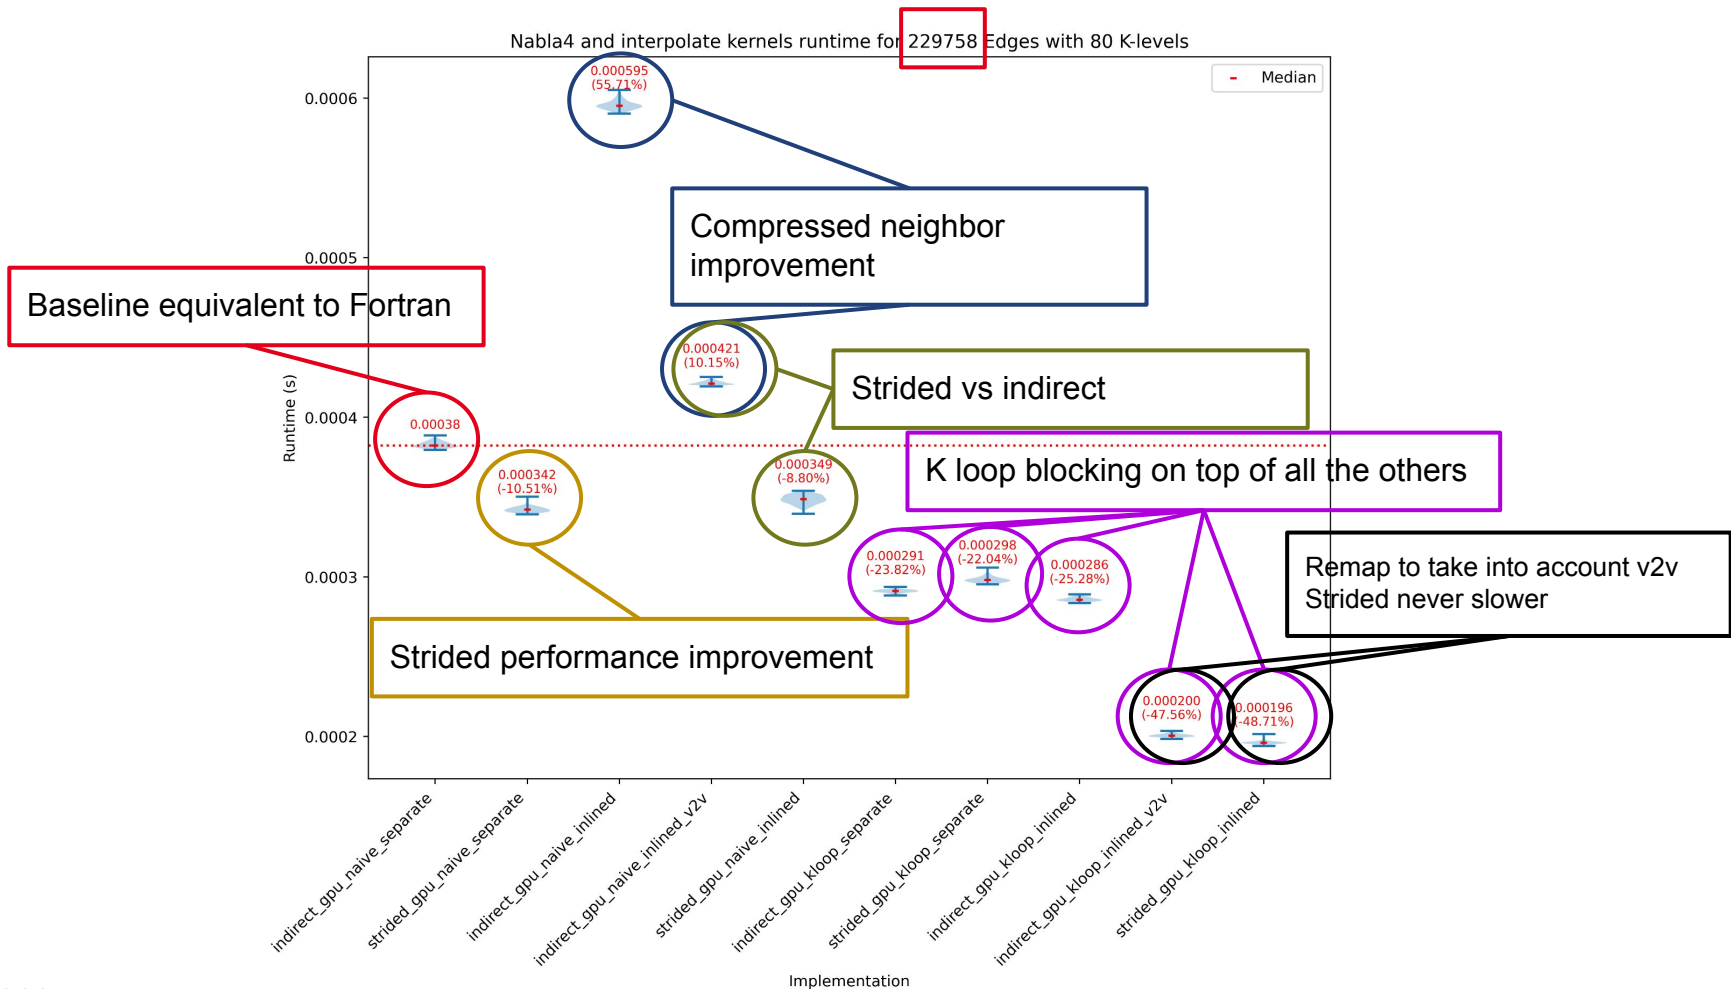 Nabla4 and interpolate kernels runtime for 229758 Edges with 80 K-levels
Median
0.0006
0.0005
0.0004
0.0003
0.0002
Runtime (s)
0.000595
(55.71%)
Compressed neighbor
improvement
Baseline equivalent to Fortran
0.000421
(10.15%)
Strided vs indirect
0.00038
0.000342
(-10.51%)
0.000349
(-8.80%)
K loop blocking on top of all the others
0.000291
(-23.82%)
0.000298
(-22.04%)
0.000286
(-25.28%)
Remap to take into account v2v
Strided never slower
Strided performance improvement
0.000200
(-47.56%)
0.000196
(-48.71%)
indirect_gpu_naive_separate
strided_gpu_naive_separate
indirect_gpu_naive_inlined
indirect_gpu_naive_inlined_v2v
strided_gpu_naive_inlined
indirect_gpu_kloop_separate
strided_gpu_kloop_separate
indirect_gpu_kloop_inlined
indirect_gpu_kloop_inlined_v2v
strided_gpu_kloop_inlined
Implementation